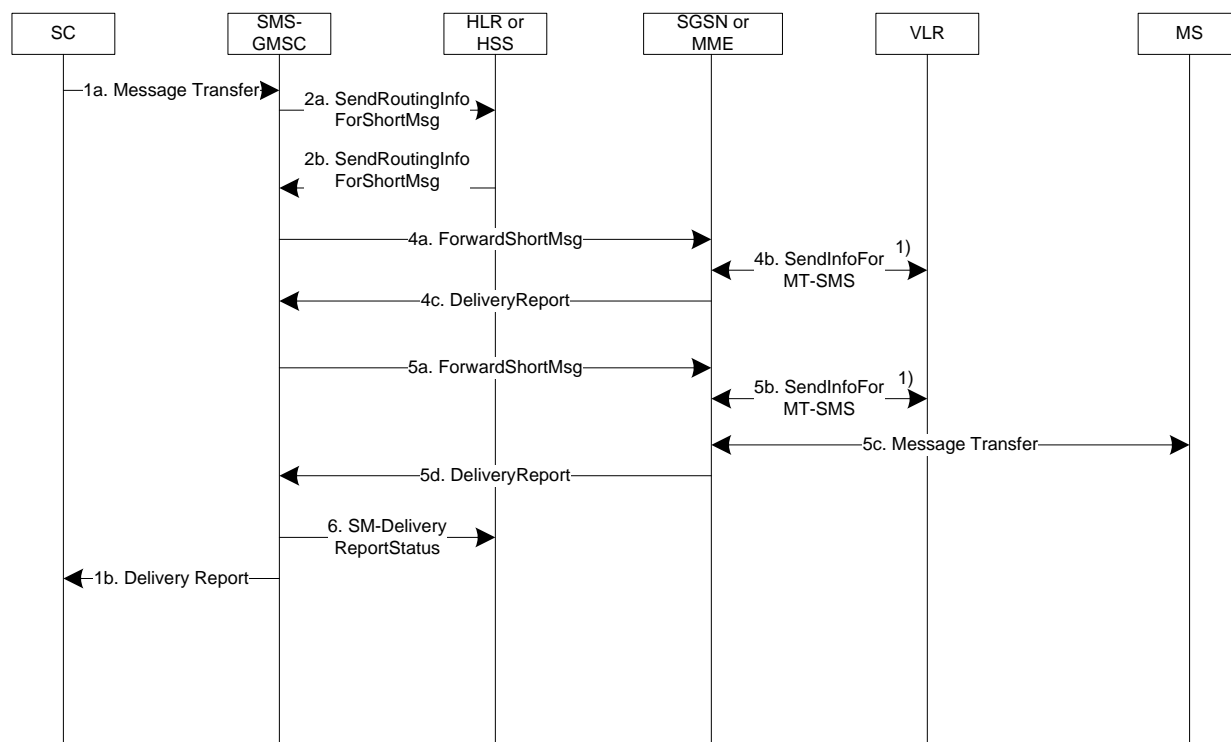 SC
SMS-
GMSC
HLR or
HSS
SGSN or
MME
VLR
MS
1a. Message Transfer
2a. SendRoutingInfo
ForShortMsg
2b. SendRoutingInfo
ForShortMsg
4a. ForwardShortMsg
4b. SendInfoFor
MT-SMS
1)
4c. DeliveryReport
5a. ForwardShortMsg
5b. SendInfoFor
MT-SMS
1)
5c. Message Transfer
5d. DeliveryReport
6. SM-Delivery
ReportStatus
1b. Delivery Report